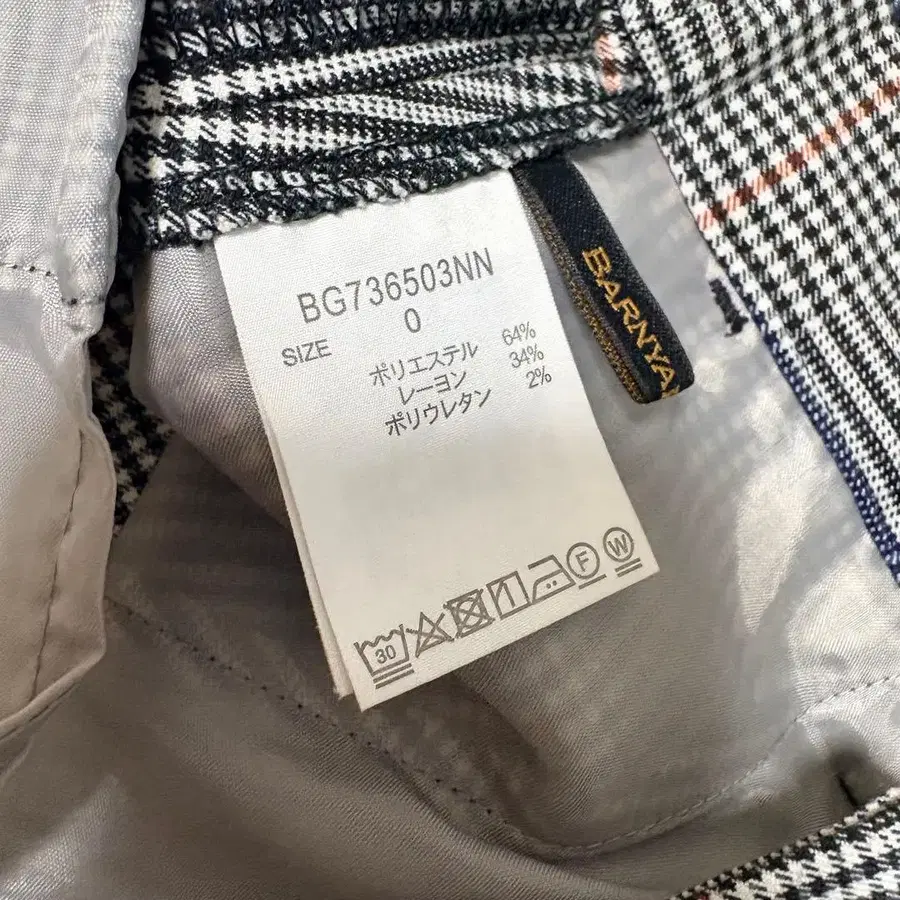 BG736503NN
SIZE 0
ポリエステル 64%
レーヨン 34%
ポリウレタン 2%
30 F W
BARNYA